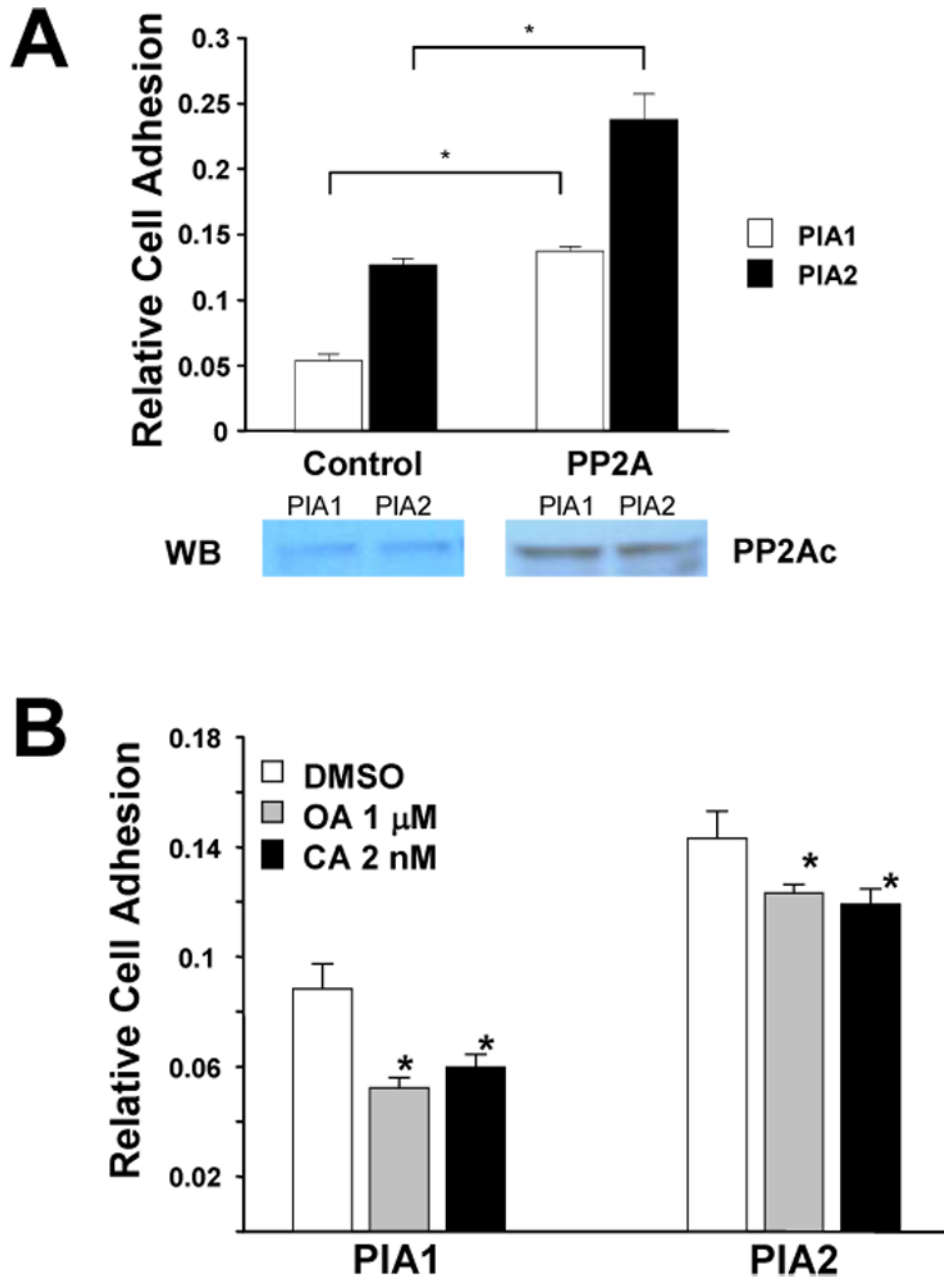 A
Relative Cell Adhesion
*
*
0.3
0.25
0.2
0.15
0.1
0.05
0
PIA1
PIA2
Control PP2A
PIA1 PIA2 PIA1 PIA2
WB PP2Ac
B
Relative Cell Adhesion
0.18
0.14
0.1
0.06
0.02
DMSO
OA 1 μM
CA 2 nM
* * * *
PIA1 PIA2